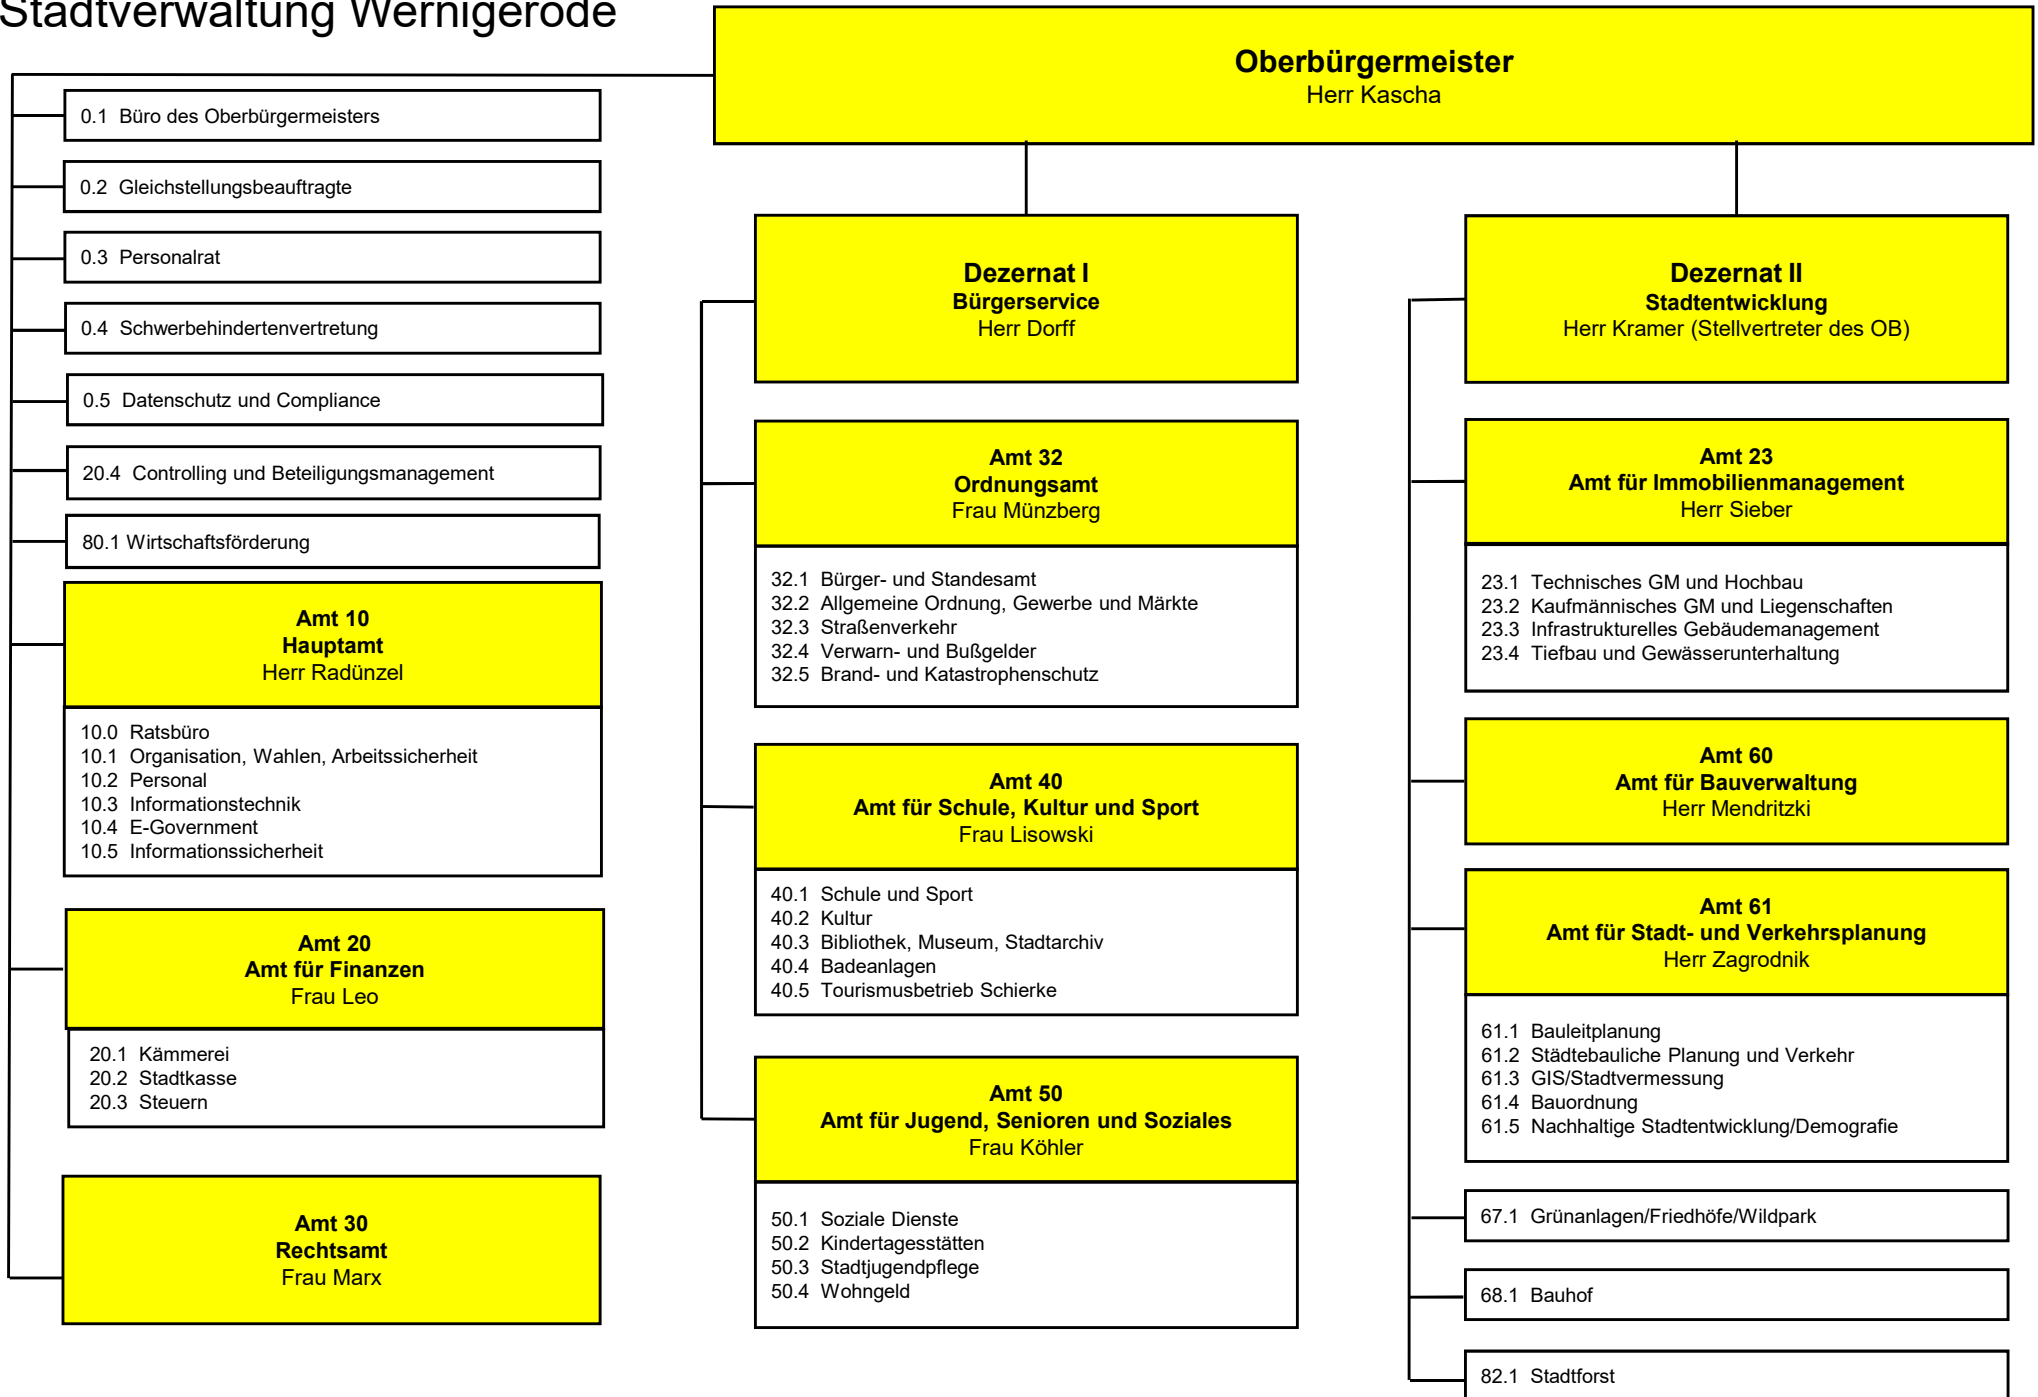 Stadtverwaltung Wernigerode
Oberbürgermeister
Herr Kascha
0.1 Büro des Oberbürgermeisters
0.2 Gleichstellungsbeauftragte
0.3 Personalrat
0.4 Schwerbehindertenvertretung
0.5 Datenschutz und Compliance
20.4 Controlling und Beteiligungsmanagement
80.1 Wirtschaftsförderung
Amt 10
Hauptamt
Herr Radünzel
10.0 Ratsbüro
10.1 Organisation, Wahlen, Arbeitssicherheit
10.2 Personal
10.3 Informationstechnik
10.4 E-Government
10.5 Informationssicherheit
Amt 20
Amt für Finanzen
Frau Leo
20.1 Kämmerei
20.2 Stadtkasse
20.3 Steuern
Amt 30
Rechtsamt
Frau Marx
Dezernat I
Bürgerservice
Herr Dorff
Amt 32
Ordnungsamt
Frau Münzberg
32.1 Bürger- und Standesamt
32.2 Allgemeine Ordnung, Gewerbe und Märkte
32.3 Straßenverkehr
32.4 Verwarn- und Bußgelder
32.5 Brand- und Katastrophenschutz
Amt 40
Amt für Schule, Kultur und Sport
Frau Lisowski
40.1 Schule und Sport
40.2 Kultur
40.3 Bibliothek, Museum, Stadtarchiv
40.4 Badeanlagen
40.5 Tourismusbetrieb Schierke
Amt 50
Amt für Jugend, Senioren und Soziales
Frau Köhler
50.1 Soziale Dienste
50.2 Kindertagesstätten
50.3 Stadtjugendpflege
50.4 Wohngeld
Dezernat II
Stadtentwicklung
Herr Kramer (Stellvertreter des OB)
Amt 23
Amt für Immobilienmanagement
Herr Sieber
23.1 Technisches GM und Hochbau
23.2 Kaufmännisches GM und Liegenschaften
23.3 Infrastrukturelles Gebäudemanagement
23.4 Tiefbau und Gewässerunterhaltung
Amt 60
Amt für Bauverwaltung
Herr Mendritzki
Amt 61
Amt für Stadt- und Verkehrsplanung
Herr Zagrodnik
61.1 Bauleitplanung
61.2 Städtebauliche Planung und Verkehr
61.3 GIS/Stadtvermessung
61.4 Bauordnung
61.5 Nachhaltige Stadtentwicklung/Demografie
67.1 Grünanlagen/Friedhöfe/Wildpark
68.1 Bauhof
82.1 Stadtforst